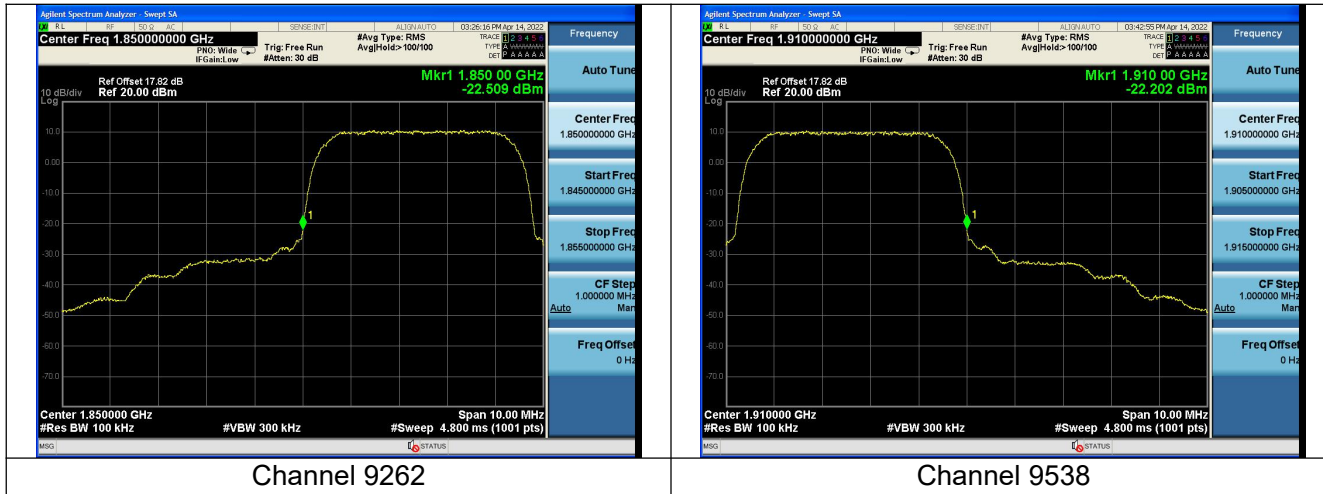 Agilent Spectrum Analyzer - Swept SA
RL RF 50 Ω AC SENSE:INT ALIGN AUTO 03:26:16 PM Apr 14, 2022
Center Freq 1.850000000 GHz
PNO: Wide
IFGain:Low
Trig: Free Run
#Atten: 30 dB
#Avg Type: RMS
Avg|Hold:>100/100
TRACE 1 2 3 4 5 6
TYPE A WWWWW
DET P A A A A A
Frequency
Ref Offset 17.82 dB
Ref 20.00 dBm
10 dB/div
Log
Mkr1 1.850 00 GHz
-22.509 dBm
10.0
0.00
-10.0
-20.0
-30.0
-40.0
-50.0
-60.0
-70.0
1
Auto Tune
Center Freq
1.850000000 GHz
Start Freq
1.845000000 GHz
Stop Freq
1.855000000 GHz
CF Step
1.000000 MHz
Auto Man
Freq Offset
0 Hz
Center 1.850000 GHz Span 10.00 MHz
#Res BW 100 kHz #VBW 300 kHz #Sweep 4.800 ms (1001 pts)
MSG STATUS
Channel 9262
Agilent Spectrum Analyzer - Swept SA
RL RF 50 Ω AC SENSE:INT ALIGN AUTO 03:42:55 PM Apr 14, 2022
Center Freq 1.910000000 GHz
PNO: Wide
IFGain:Low
Trig: Free Run
#Atten: 30 dB
#Avg Type: RMS
Avg|Hold:>100/100
TRACE 1 2 3 4 5 6
TYPE A WWWWW
DET P A A A A A
Frequency
Ref Offset 17.82 dB
Ref 20.00 dBm
10 dB/div
Log
Mkr1 1.910 00 GHz
-22.202 dBm
10.0
0.00
-10.0
-20.0
-30.0
-40.0
-50.0
-60.0
-70.0
1
Auto Tune
Center Freq
1.910000000 GHz
Start Freq
1.905000000 GHz
Stop Freq
1.915000000 GHz
CF Step
1.000000 MHz
Auto Man
Freq Offset
0 Hz
Center 1.910000 GHz Span 10.00 MHz
#Res BW 100 kHz #VBW 300 kHz #Sweep 4.800 ms (1001 pts)
MSG STATUS
Channel 9538